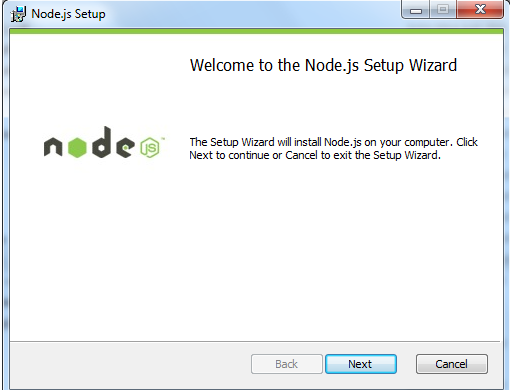 Node.js Setup
Welcome to the Node.js Setup Wizard
node JS™
The Setup Wizard will install Node.js on your computer. Click
Next to continue or Cancel to exit the Setup Wizard.
Back Next Cancel